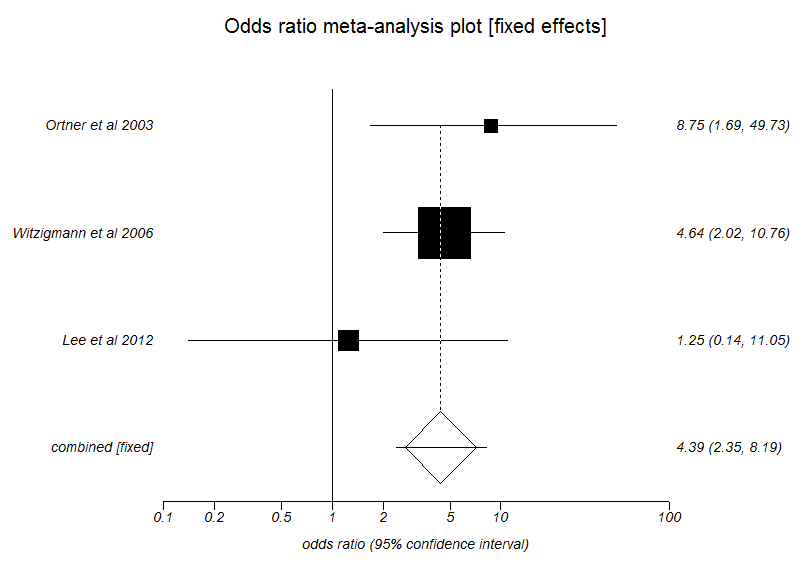 Odds ratio meta-analysis plot [fixed effects]
Ortner et al 2003 8.75 (1.69, 49.73)
Witzigmann et al 2006 4.64 (2.02, 10.76)
Lee et al 2012 1.25 (0.14, 11.05)
combined [fixed] 4.39 (2.35, 8.19)
0.1 0.2 0.5 1 2 5 10 100
odds ratio (95% confidence interval)